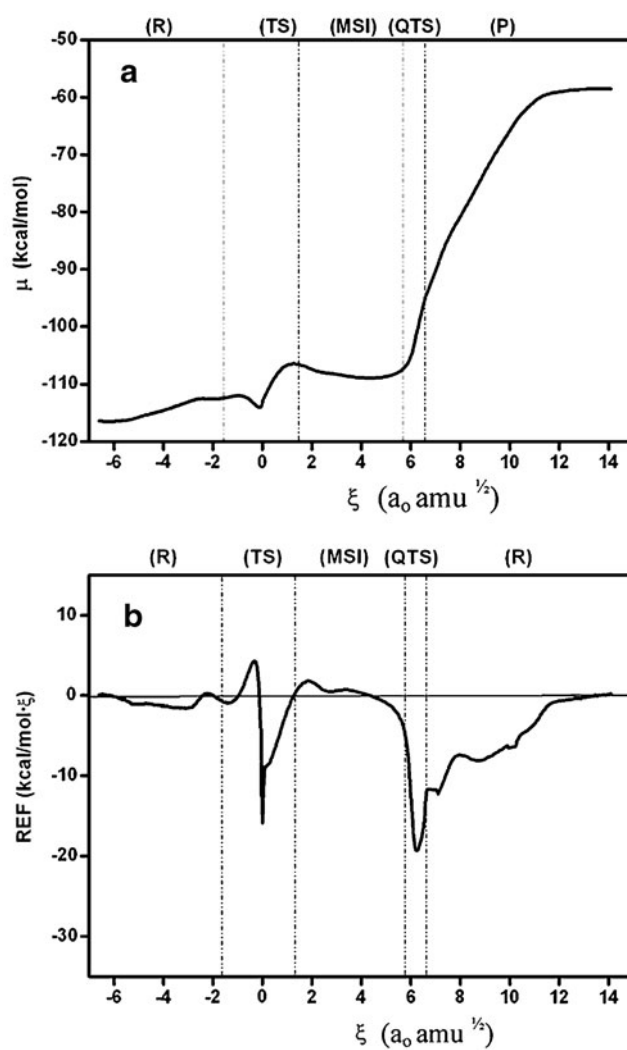 (R) (TS) (MSI) (QTS) (P)
a
-50
-60
-70
-80
-90
-100
-110
-120
μ (kcal/mol)
-6 -4 -2 0 2 4 6 8 10 12 14
ξ (a₀ amu ½)
(R) (TS) (MSI) (QTS) (R)
b
10
0
-10
-20
-30
REF (kcal/mol·ξ)
-6 -4 -2 0 2 4 6 8 10 12 14
ξ (a₀ amu ½)